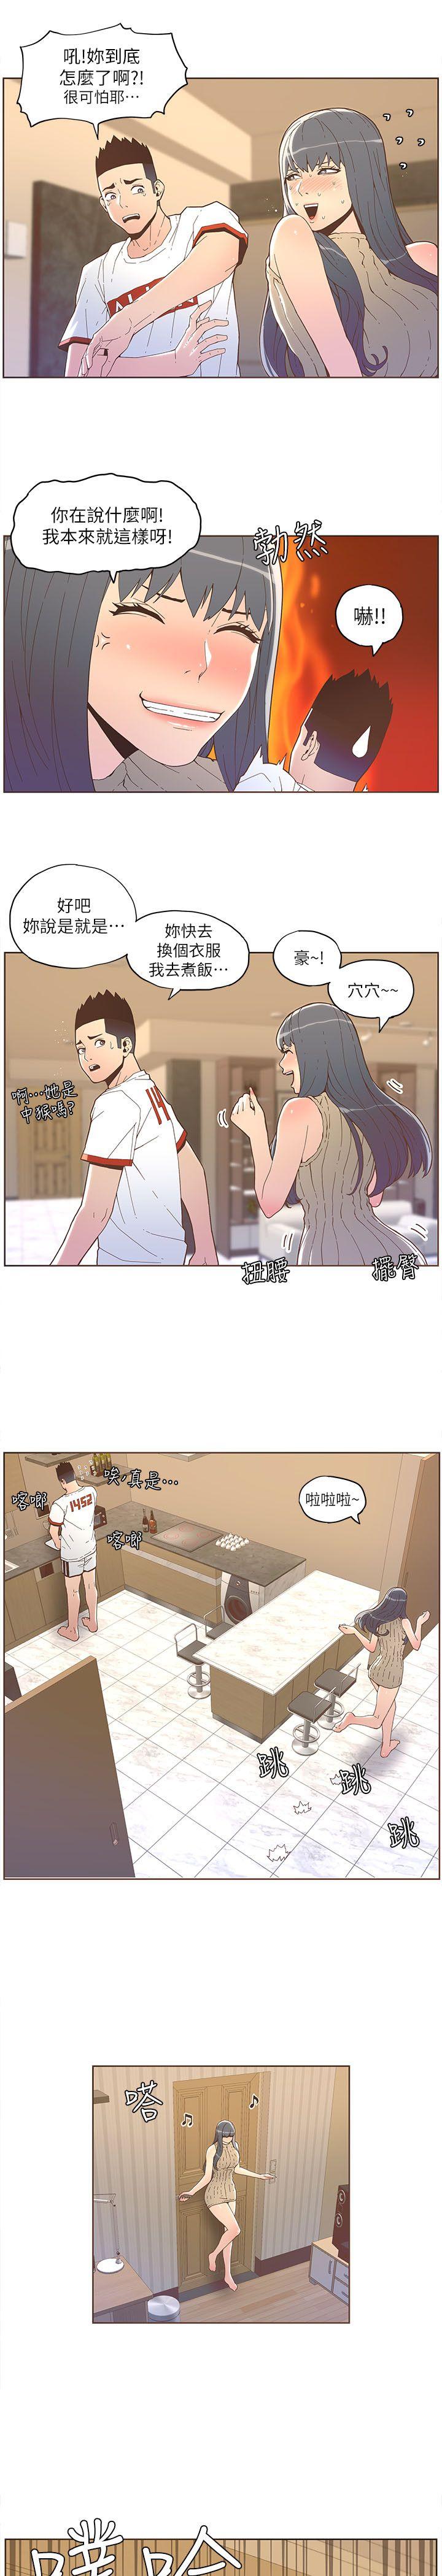 吼!妳到底
怎麼了啊?!
很可怕耶…
你在說什麼啊!
我本來就這樣呀!
勃然
嚇!!
好吧
妳說是就是…
妳快去
換個衣服
我去煮飯…
豪~!
穴穴~~
啊…她是
中猴嗎?
14
扭腰
擺臀
唉,真是…
喀啷
1452
喀啷
啦啦啦~
跳
跳
跳
嗒
噗哈